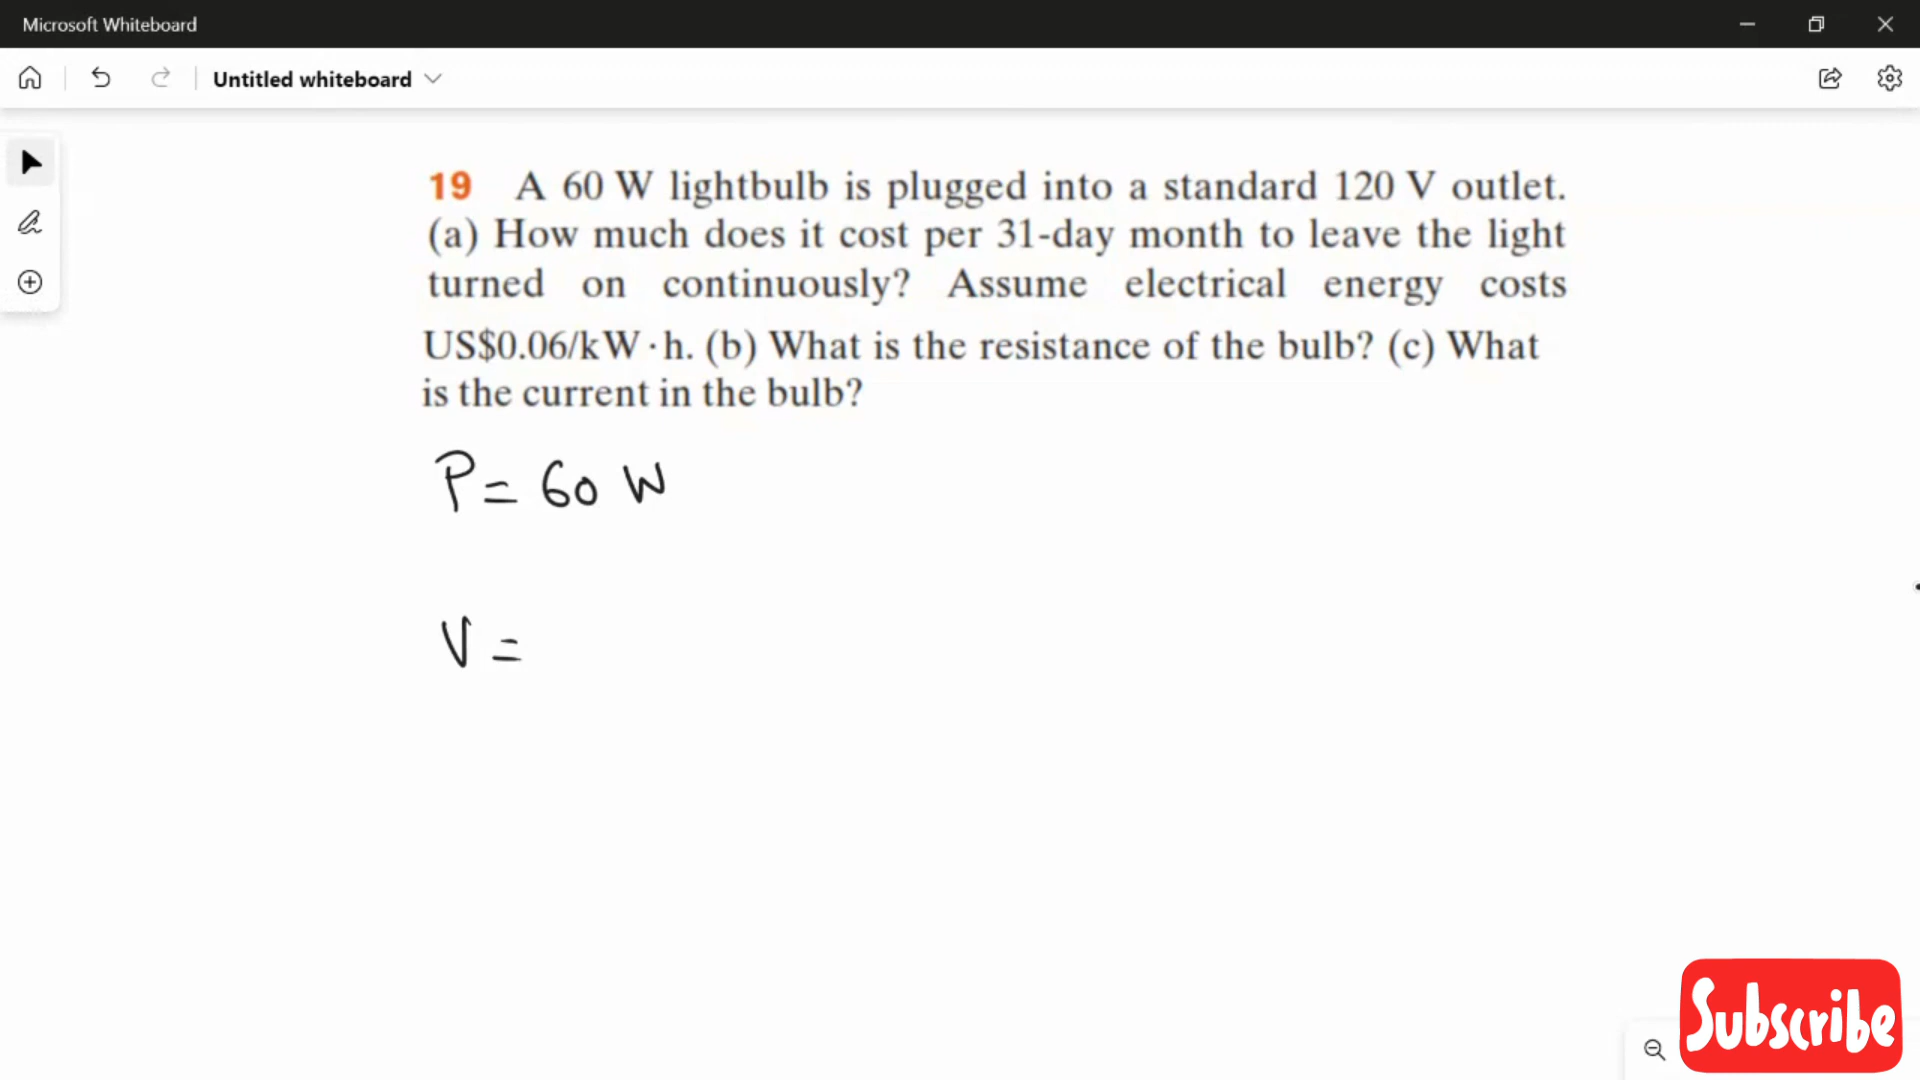 Microsoft Whiteboard
Untitled whiteboard
19 A 60 W lightbulb is plugged into a standard 120 V outlet.
(a) How much does it cost per 31-day month to leave the light
turned on continuously? Assume electrical energy costs
US$0.06/kW·h. (b) What is the resistance of the bulb? (c) What
is the current in the bulb?
P = 60 W
V =
Subscribe